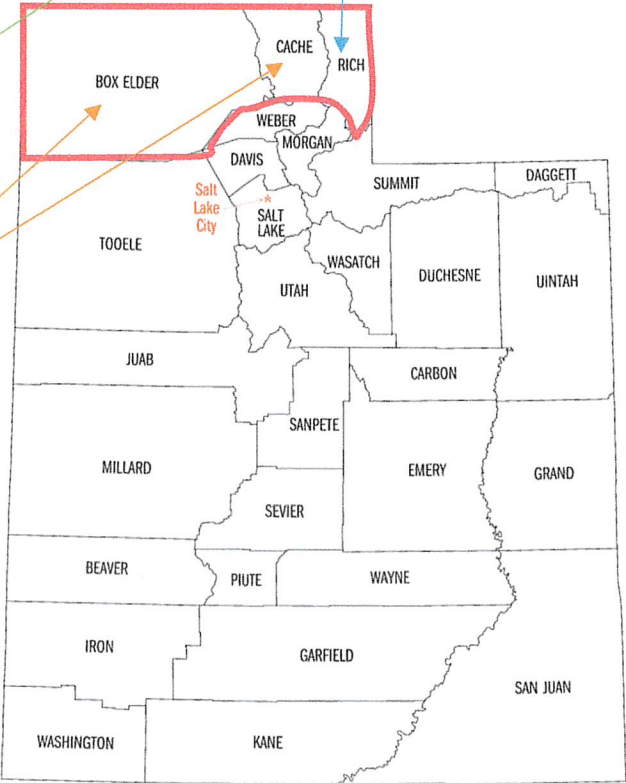 CACHE
RICH
BOX ELDER
WEBER
MORGAN
DAVIS
SUMMIT
DAGGETT
Salt
Lake
City
*
SALT
LAKE
TOOELE
WASATCH
DUCHESNE
UINTAH
UTAH
JUAB
CARBON
SANPETE
MILLARD
EMERY
GRAND
SEVIER
BEAVER
PIUTE
WAYNE
IRON
GARFIELD
SAN JUAN
WASHINGTON
KANE